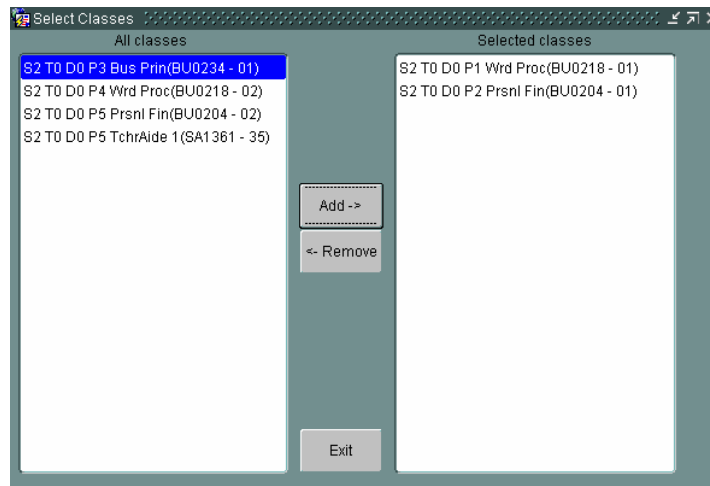 Select Classes
All classes
Selected classes
S2 T0 D0 P3 Bus Prin(BU0234 - 01)
S2 T0 D0 P4 Wrd Proc(BU0218 - 02)
S2 T0 D0 P5 Prsnl Fin(BU0204 - 02)
S2 T0 D0 P5 TchrAide 1(SA1361 - 35)
S2 T0 D0 P1 Wrd Proc(BU0218 - 01)
S2 T0 D0 P2 Prsnl Fin(BU0204 - 01)
Add ->
<- Remove
Exit